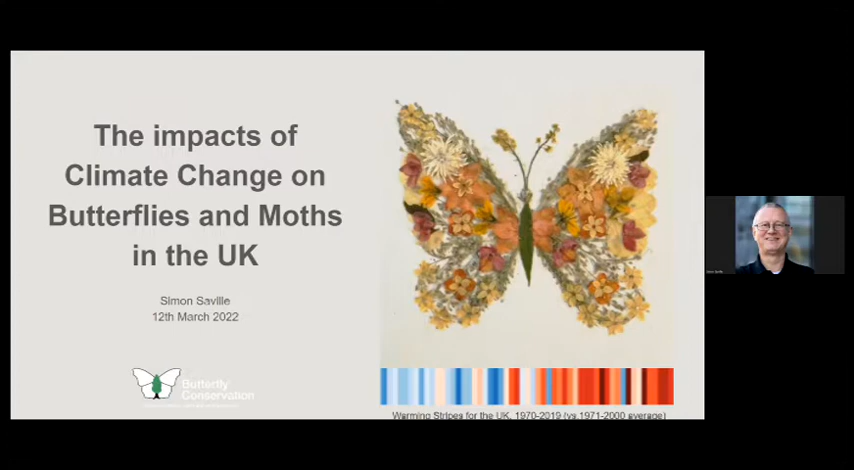 The impacts of
Climate Change on
Butterflies and Moths
in the UK
Simon Saville
12th March 2022
Butterfly
Conservation
Warming Stripes for the UK, 1970-2019 (vs.1971-2000 average)